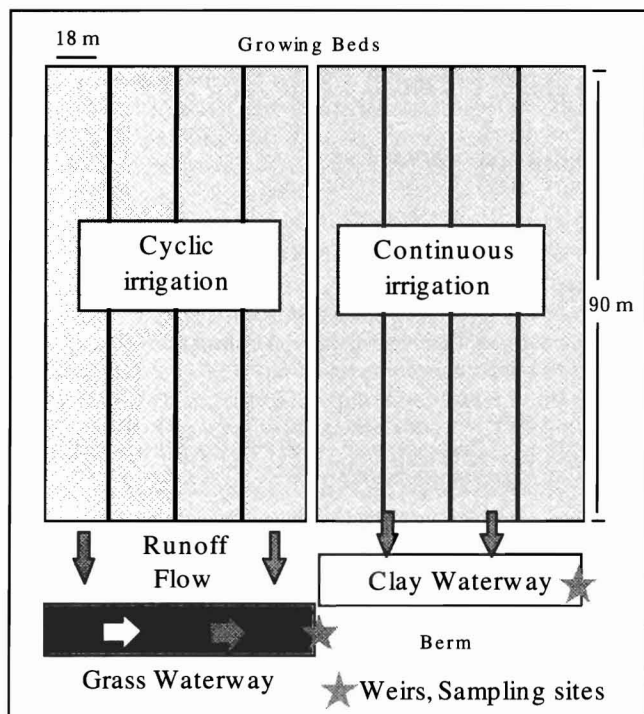 18 m
Growing Beds
Cyclic
irrigation
Continuous
irrigation
90 m
Runoff
Flow
Clay Waterway
Berm
Grass Waterway
Weirs, Sampling sites